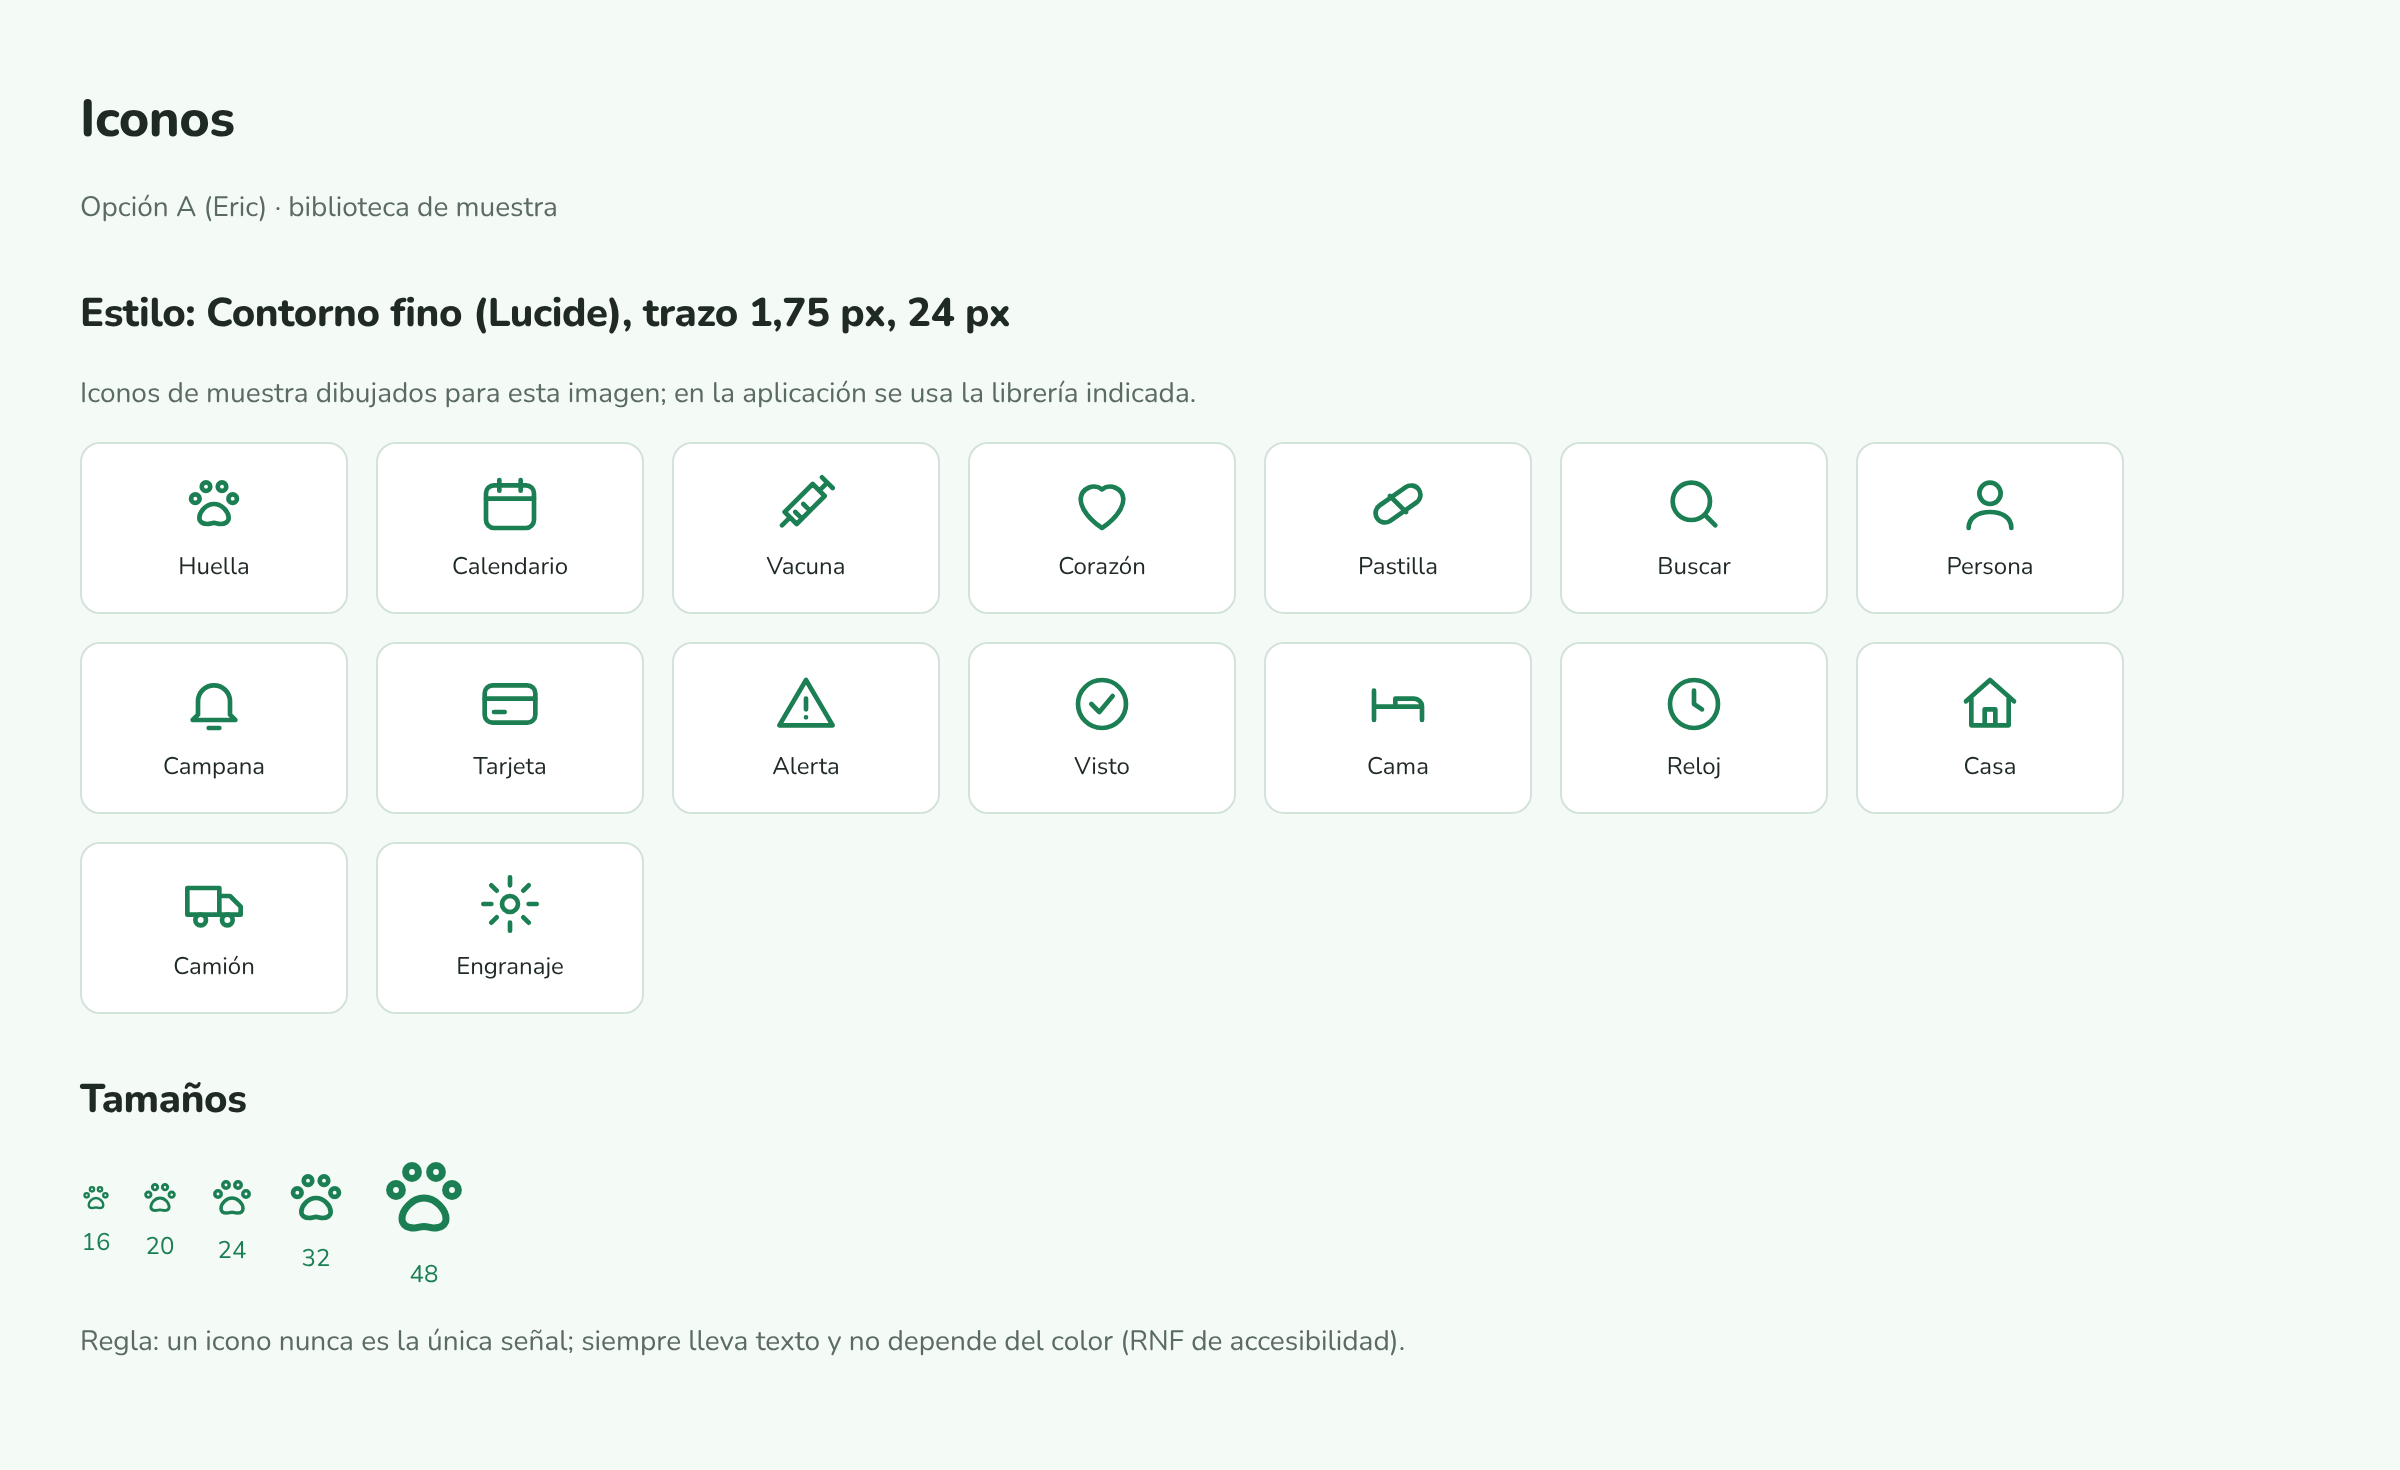 Iconos
Opción A (Eric) · biblioteca de muestra
Estilo: Contorno fino (Lucide), trazo 1,75 px, 24 px
Iconos de muestra dibujados para esta imagen; en la aplicación se usa la librería indicada.
Huella
Calendario
Vacuna
Corazón
Pastilla
Buscar
Persona
Campana
Tarjeta
Alerta
Visto
Cama
Reloj
Casa
Camión
Engranaje
Tamaños
16
20
24
32
48
Regla: un icono nunca es la única señal; siempre lleva texto y no depende del color (RNF de accesibilidad).